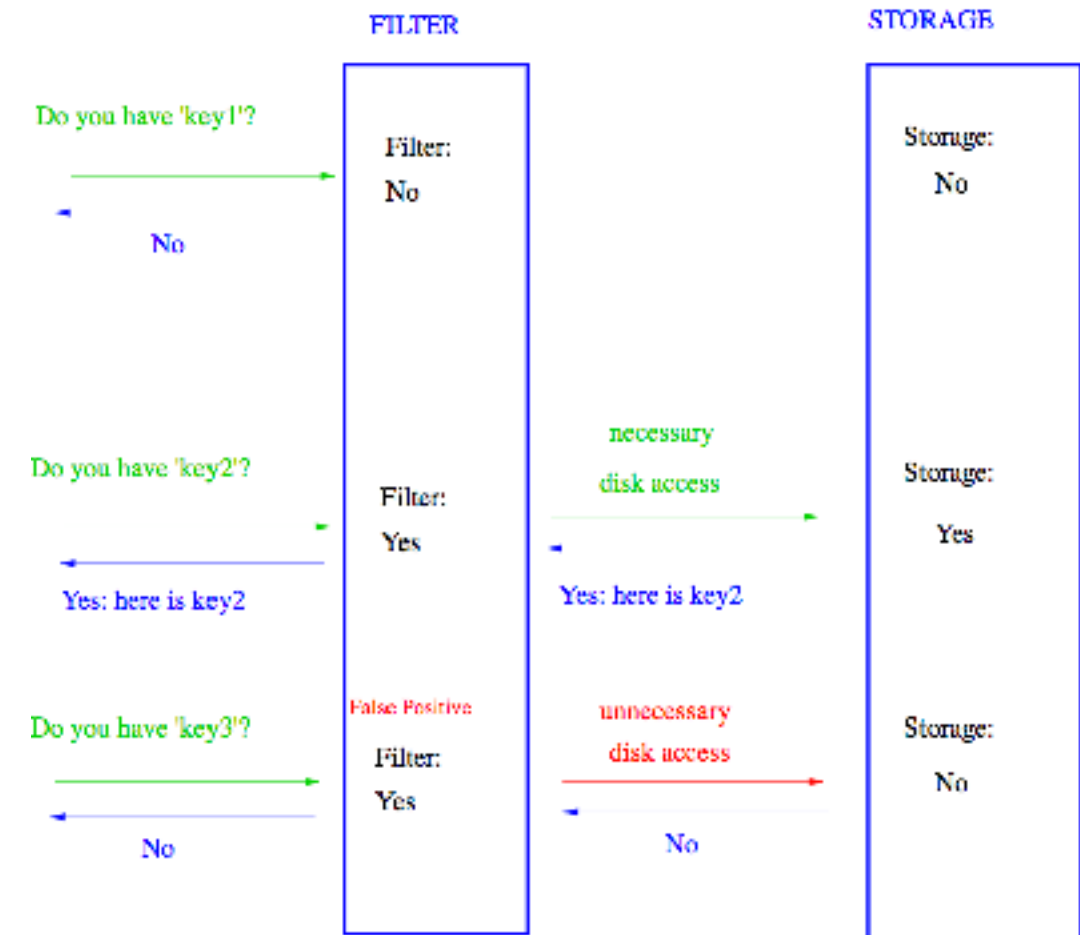 FILTER
STORAGE
Do you have 'key1'?
Filter:
No
Storage:
No
No
Do you have 'key2'?
Filter:
Yes
necessary
disk access
Storage:
Yes
Yes: here is key2
Yes: here is key2
Do you have 'key3'?
False Positive
Filter:
Yes
unnecessary
disk access
Storage:
No
No
No